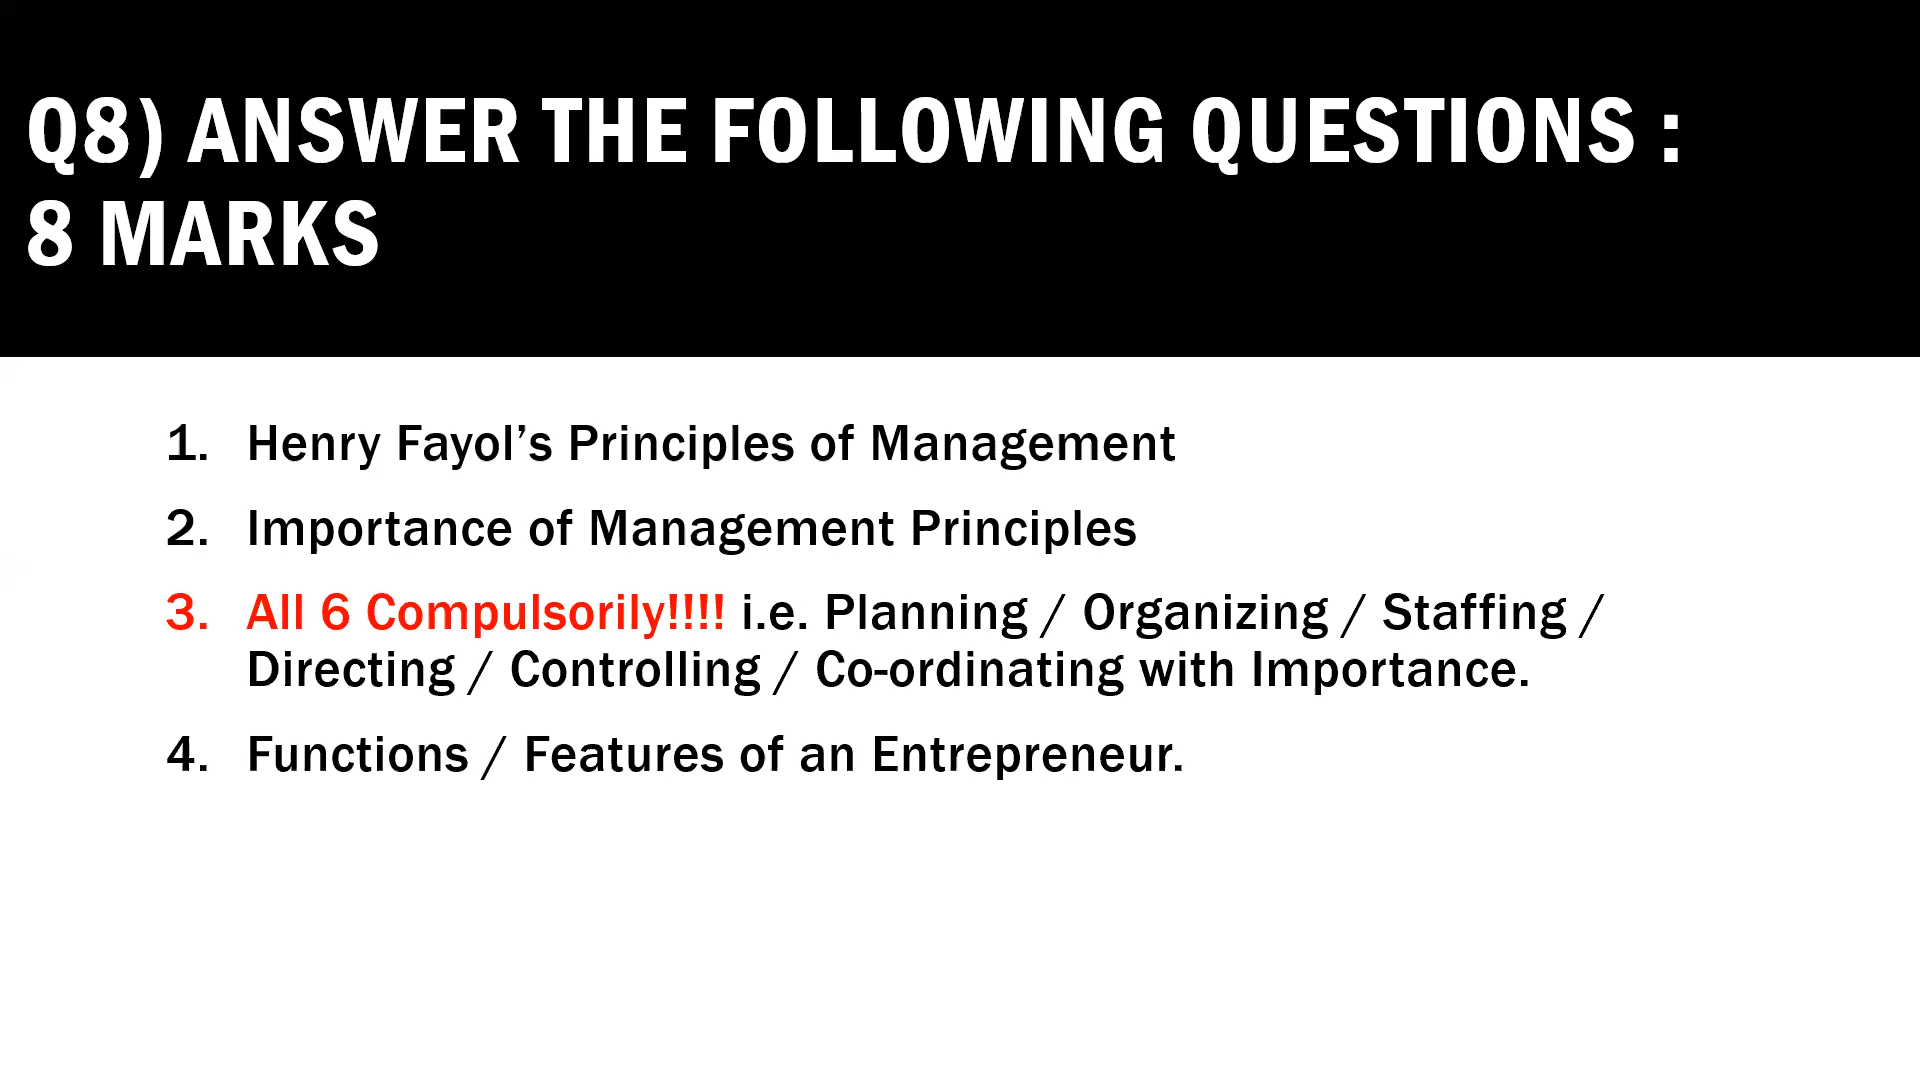 Q8) ANSWER THE FOLLOWING QUESTIONS :
8 MARKS
1. Henry Fayol’s Principles of Management
2. Importance of Management Principles
3. All 6 Compulsorily!!!! i.e. Planning / Organizing / Staffing /
Directing / Controlling / Co-ordinating with Importance.
4. Functions / Features of an Entrepreneur.